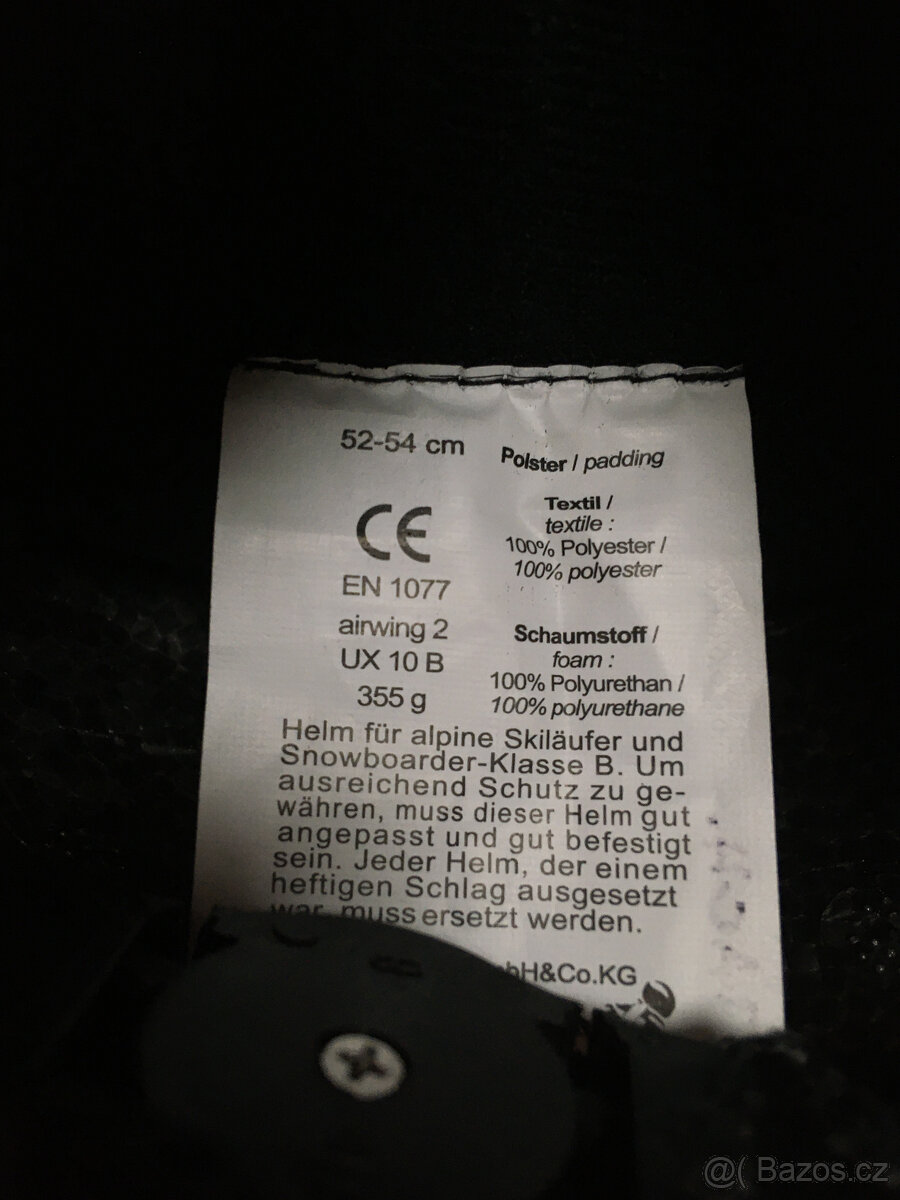 52-54 cm
CE
EN 1077
airwing 2
UX 10 B
355 g
Polster / padding
Textil /
textile :
100% Polyester /
100% polyester
Schaumstoff /
foam :
100% Polyurethan /
100% polyurethane
Helm für alpine Skiläufer und
Snowboarder-Klasse B. Um
ausreichend Schutz zu ge-
währen, muss dieser Helm gut
angepasst und gut befestigt
sein. Jeder Helm, der einem
heftigen Schlag ausgesetzt
war, muss ersetzt werden.
bH&Co.KG
@( Bazos.cz